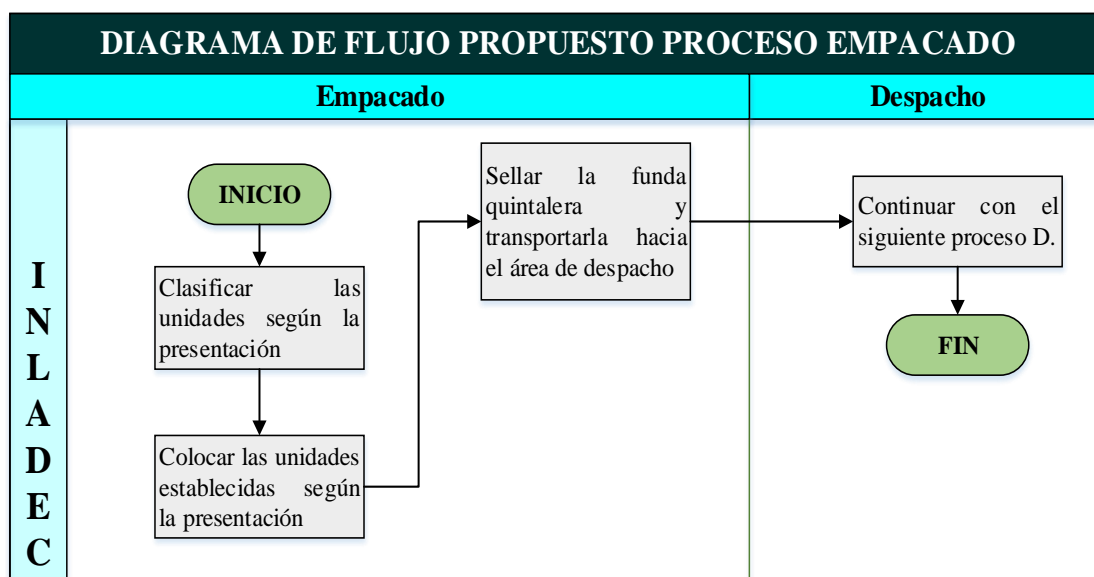 DIAGRAMA DE FLUJO PROPUESTO PROCESO EMPACADO
Empacado
Despacho
I
N
L
A
D
E
C
INICIO
Clasificar las
unidades según la
presentación
Colocar las unidades
establecidas según
la presentación
Sellar la funda
quintalera y
transportarla hacia
el área de despacho
Continuar con el
siguiente proceso D.
FIN